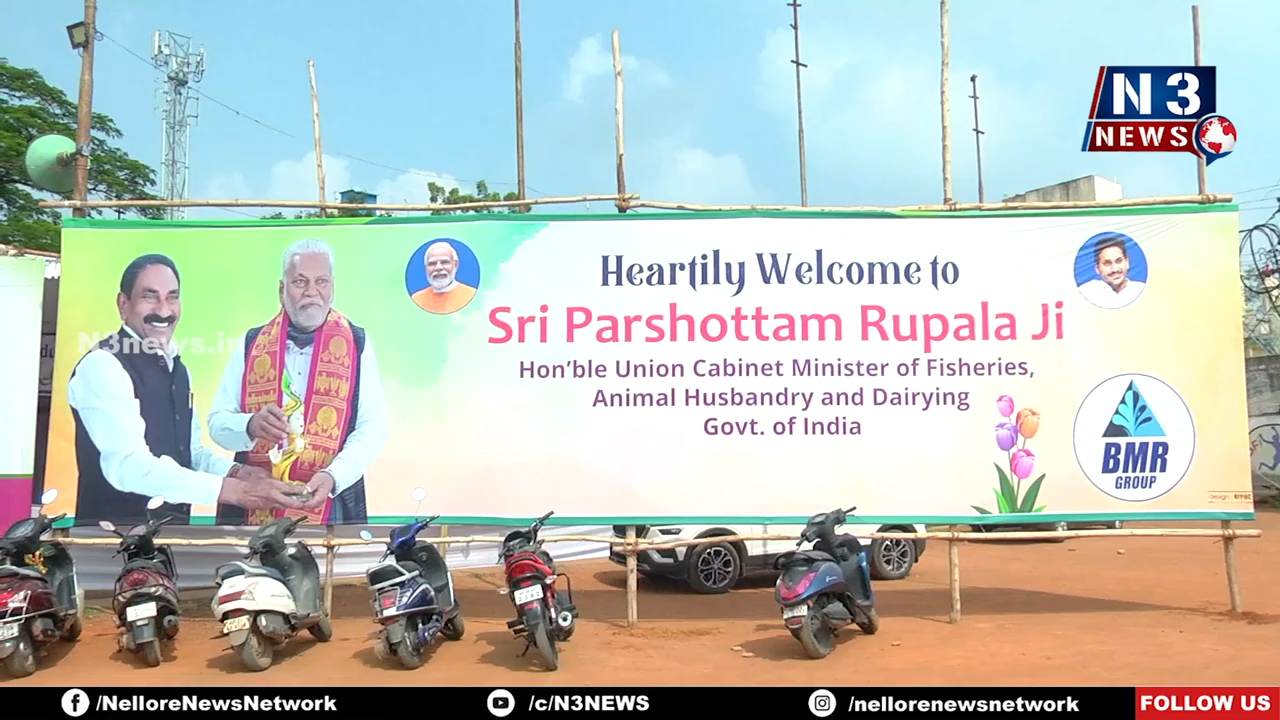 N3
NEWS
Heartily Welcome to
Sri Parshottam Rupala Ji
Hon'ble Union Cabinet Minister of Fisheries,
Animal Husbandry and Dairying
Govt. of India
N3news.in
BMR
GROUP
/NelloreNewsNetwork
/c/N3NEWS
/nellorenewsnetwork
FOLLOW US